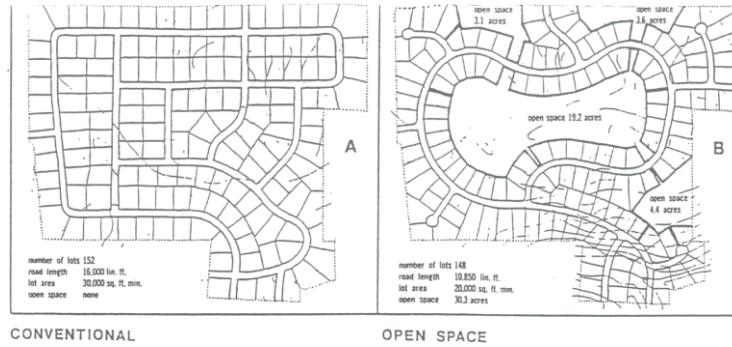 A
number of lots 152
road length 16,000 lin. ft.
lot area 30,000 sq. ft. min.
open space none
CONVENTIONAL
open space
3.1 acres
open space
3.6 acres
open space 19.2 acres
B
open space
4.4 acres
number of lots 148
road length 10,850 lin. ft.
lot area 20,000 sq. ft. min.
open space 30.3 acres
OPEN SPACE